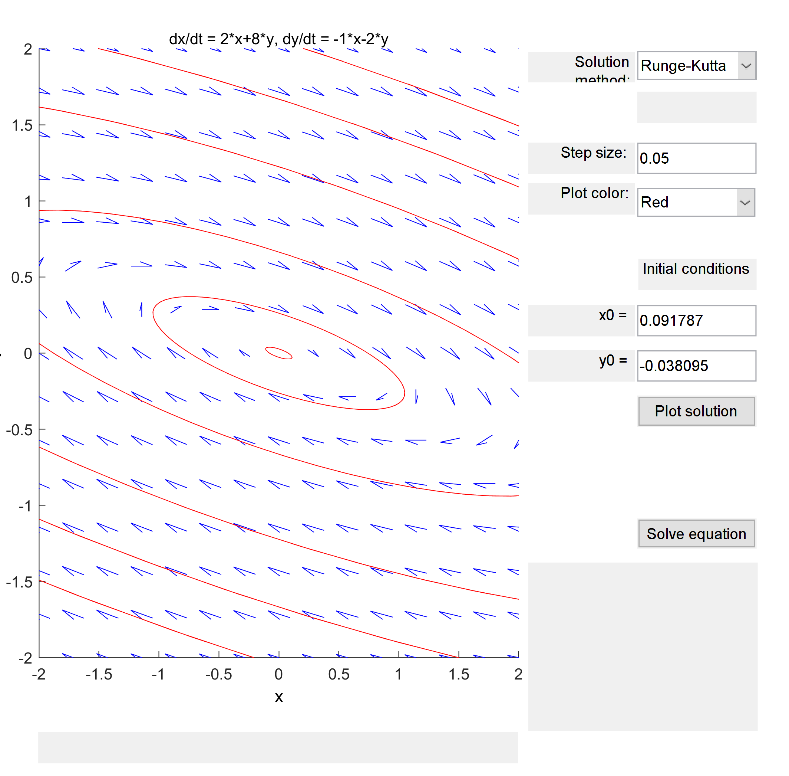 dx/dt = 2*x+8*y, dy/dt = -1*x-2*y
2
1.5
1
0.5
0
-0.5
-1
-1.5
-2
-2
-1.5
-1
-0.5
0
0.5
1
1.5
2
x
Solution
method:
Runge-Kutta
Step size:
0.05
Plot color:
Red
Initial conditions
x0 =
0.091787
y0 =
-0.038095
Plot solution
Solve equation